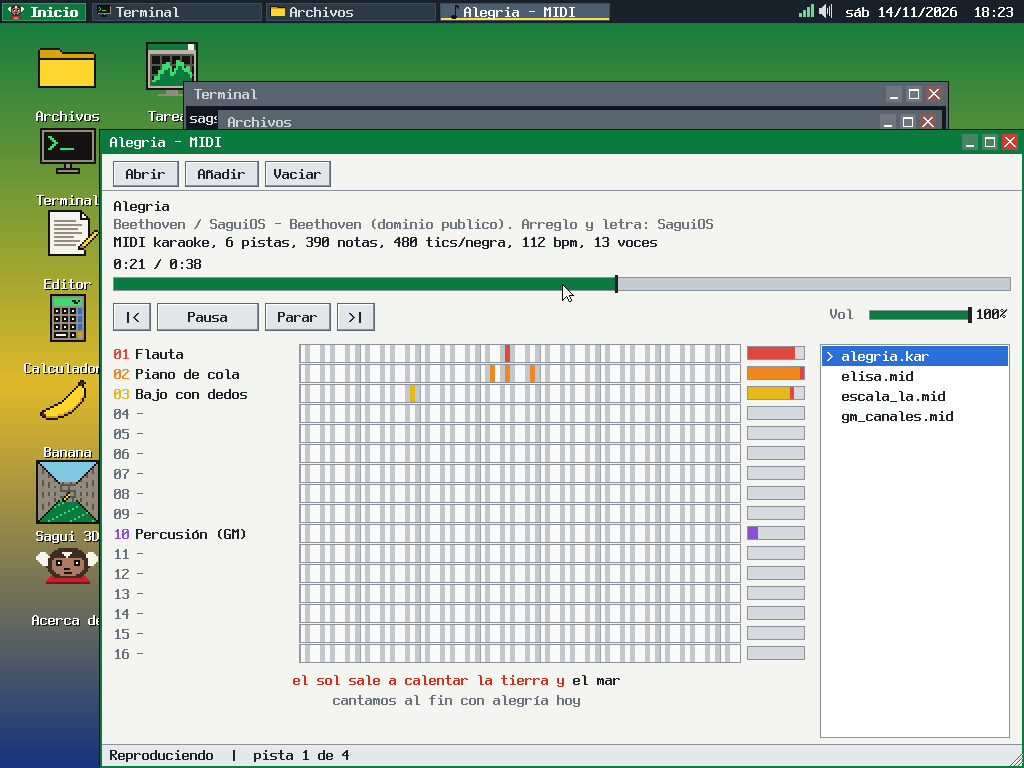 Inicio Terminal Archivos Alegria - MIDI sáb 14/11/2026 18:23
Archivos
Terminal
Editor
Calculador
Banana
Sagui 3D
Acerca de
Tarea
Terminal
sags
Archivos
Alegria - MIDI
Abrir Añadir Vaciar
Alegria
Beethoven / SaguiOS - Beethoven (dominio publico). Arreglo y letra: SaguiOS
MIDI karaoke, 6 pistas, 390 notas, 480 tics/negra, 112 bpm, 13 voces
0:21 / 0:38
|< Pausa Parar >| Vol 100%
01 Flauta
02 Piano de cola
03 Bajo con dedos
04 -
05 -
06 -
07 -
08 -
09 -
10 Percusión (GM)
11 -
12 -
13 -
14 -
15 -
16 -
> alegria.kar
elisa.mid
escala_la.mid
gm_canales.mid
el sol sale a calentar la tierra y el mar
cantamos al fin con alegría hoy
Reproduciendo | pista 1 de 4